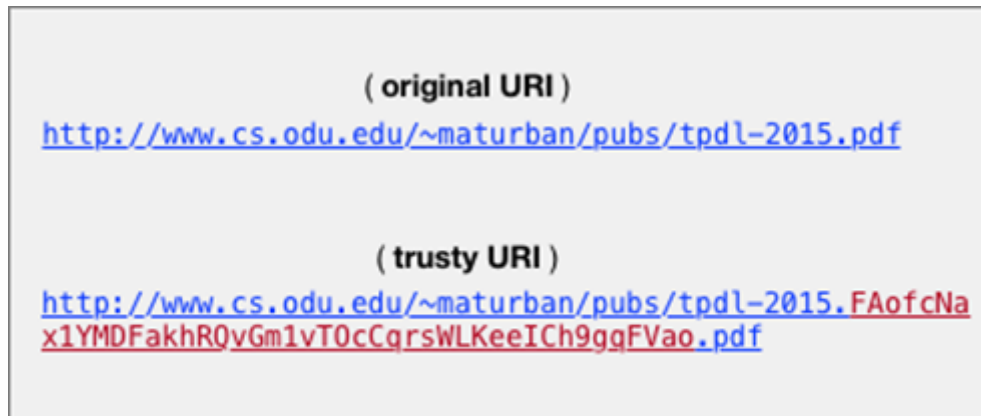 ( original URI )
http://www.cs.odu.edu/~maturban/pubs/tpdl-2015.pdf
( trusty URI )
http://www.cs.odu.edu/~maturban/pubs/tpdl-2015.FAofcNa
x1YMDFakhRQvGm1vTOcCqrsWLKeeICh9gqFVao.pdf